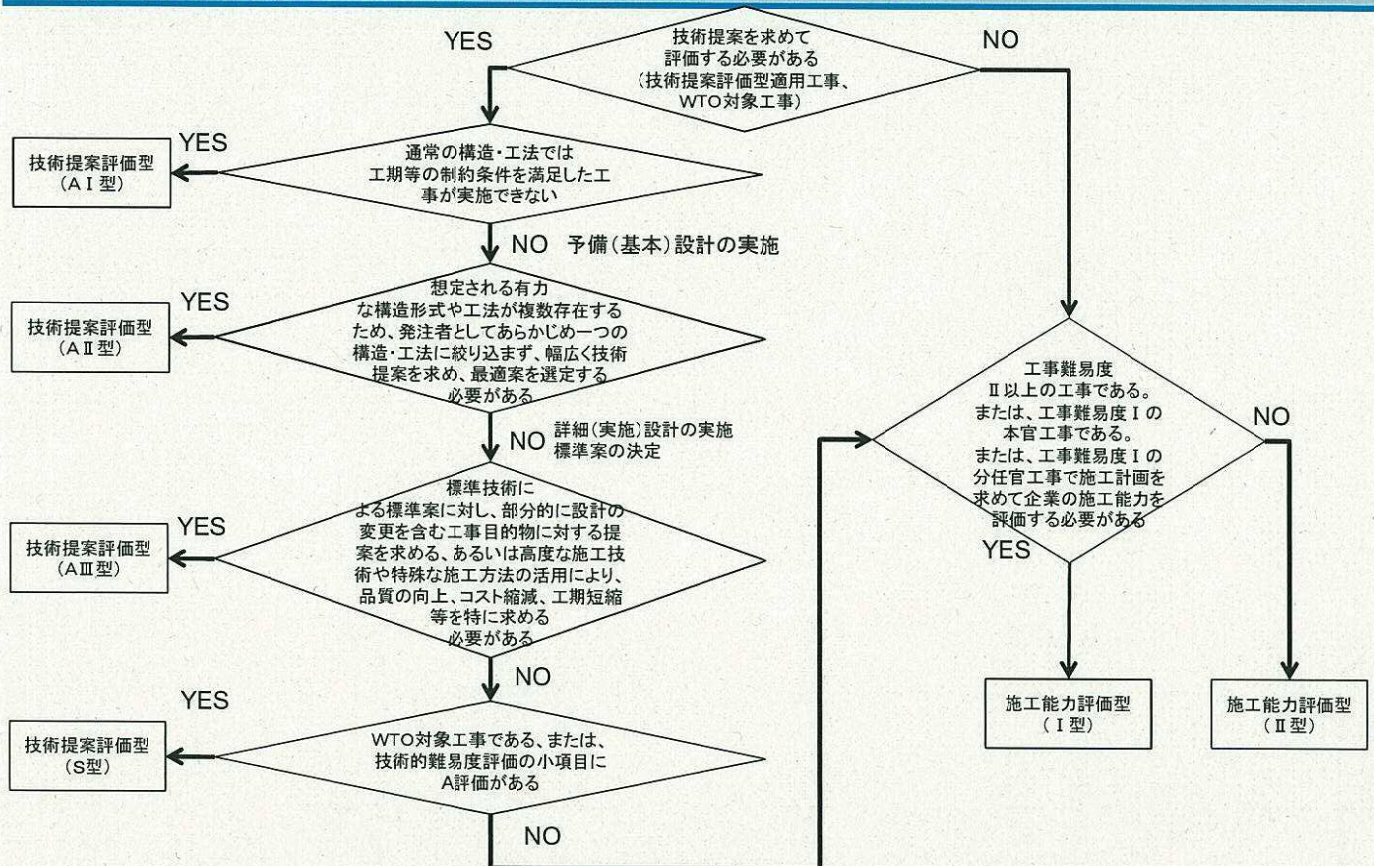 技術提案を求めて
評価する必要がある
(技術提案評価型適用工事、
WTO対象工事)
YES
NO
通常の構造・工法では
工期等の制約条件を満足した工
事が実施できない
YES
技術提案評価型
(AⅠ型)
NO 予備(基本)設計の実施
想定される有力
な構造形式や工法が複数存在する
ため、発注者としてあらかじめ一つの
構造・工法に絞り込まず、幅広く技術
提案を求め、最適案を選定する
必要がある
YES
技術提案評価型
(AⅡ型)
NO 詳細(実施)設計の実施
標準案の決定
標準技術に
よる標準案に対し、部分的に設計の
変更を含む工事目的物に対する提
案を求める、あるいは高度な施工技
術や特殊な施工方法の活用により、
品質の向上、コスト縮減、工期短縮
等を特に求める
必要がある
YES
技術提案評価型
(AⅢ型)
NO
WTO対象工事である、または、
技術的難易度評価の小項目に
A評価がある
YES
技術提案評価型
(S型)
NO
工事難易度
Ⅱ以上の工事である。
または、工事難易度Ⅰの
本官工事である。
または、工事難易度Ⅰの
分任官工事で施工計画を
求めて企業の施工能力を
評価する必要がある
YES
NO
施工能力評価型
(Ⅰ型)
施工能力評価型
(Ⅱ型)